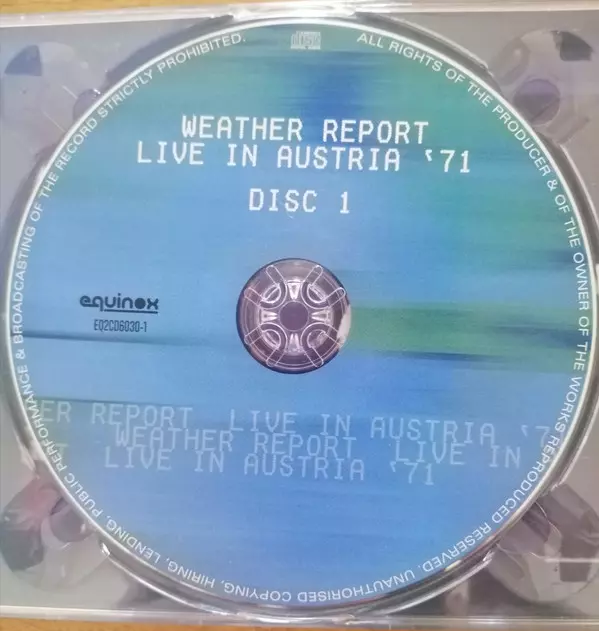 ALL RIGHTS OF THE PRODUCER & OF THE OWNER OF THE WORKS REPRODUCED RESERVED. UNAUTHORISED COPYING, HIRING, LENDING, PUBLIC PERFORMANCE & BROADCASTING OF THE RECORD STRICTLY PROHIBITED.
WEATHER REPORT
LIVE IN AUSTRIA '71
DISC 1
equinox
EQ2CD6030-1
ER REPORT LIVE IN AUSTRIA '7
WEATHER REPORT LIVE IN
LIVE IN AUSTRIA '71